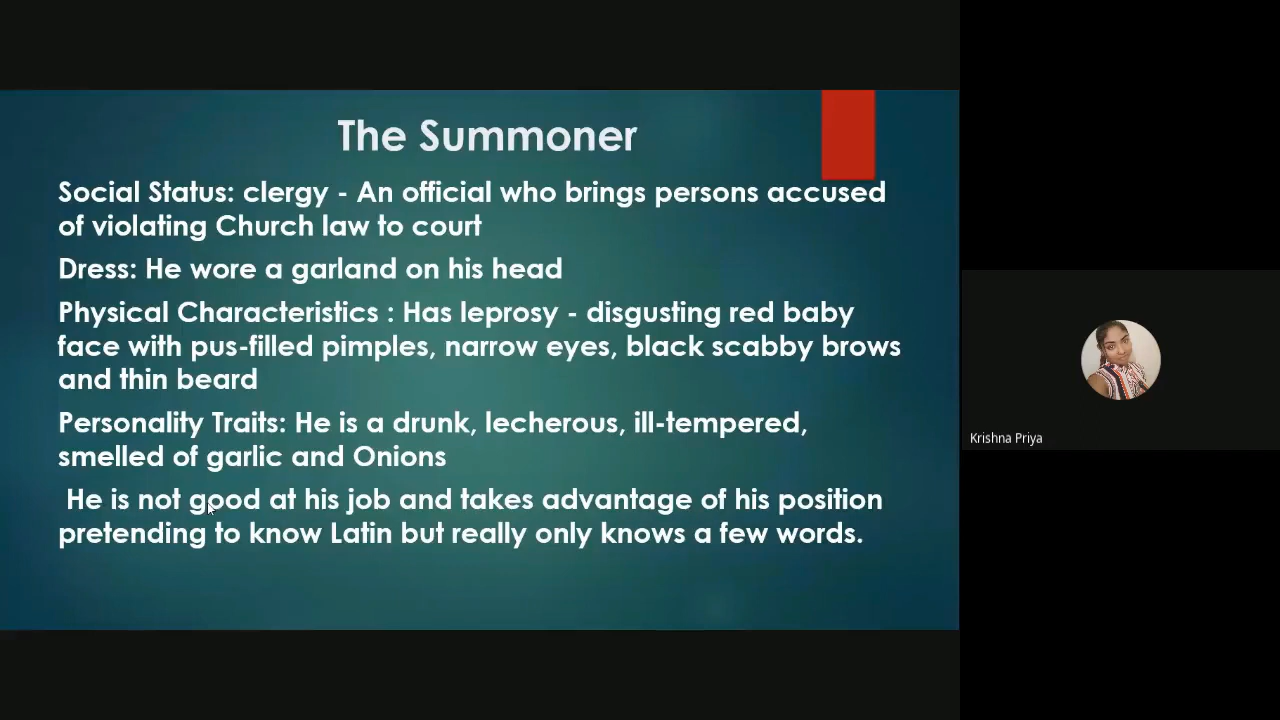 The Summoner
Social Status: clergy - An official who brings persons accused
of violating Church law to court
Dress: He wore a garland on his head
Physical Characteristics : Has leprosy - disgusting red baby
face with pus-filled pimples, narrow eyes, black scabby brows
and thin beard
Personality Traits: He is a drunk, lecherous, ill-tempered,
smelled of garlic and Onions
He is not good at his job and takes advantage of his position
pretending to know Latin but really only knows a few words.
Krishna Priya